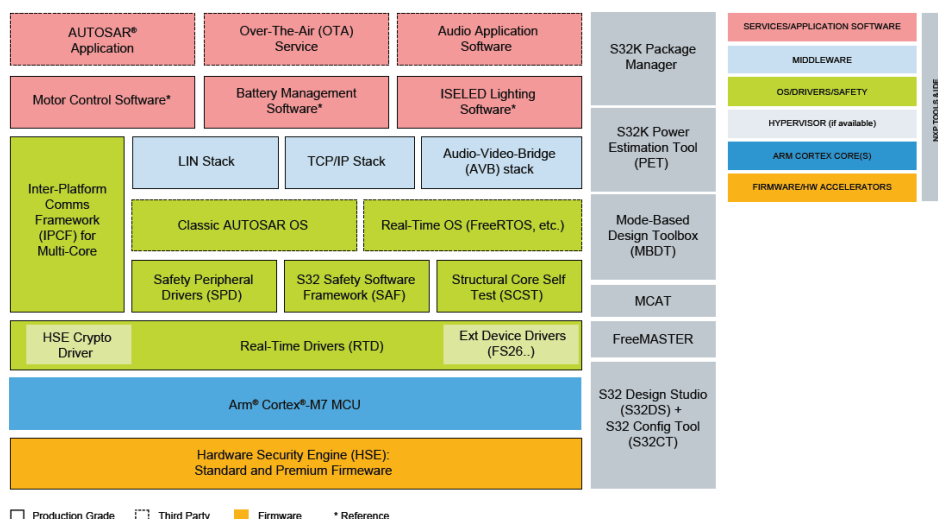 AUTOSAR®
Application
Over-The-Air (OTA)
Service
Audio Application
Software
Motor Control Software*
Battery Management
Software*
ISELED Lighting
Software*
Inter-Platform
Comms
Framework
(IPCF) for
Multi-Core
LIN Stack
TCP/IP Stack
Audio-Video-Bridge
(AVB) stack
Classic AUTOSAR OS
Real-Time OS (FreeRTOS, etc.)
Safety Peripheral
Drivers (SPD)
S32 Safety Software
Framework (SAF)
Structural Core Self
Test (SCST)
HSE Crypto
Driver
Real-Time Drivers (RTD)
Ext Device Drivers
(FS26..)
Arm® Cortex®-M7 MCU
Hardware Security Engine (HSE):
Standard and Premium Firmeware
S32K Package
Manager
S32K Power
Estimation Tool
(PET)
Mode-Based
Design Toolbox
(MBDT)
MCAT
FreeMASTER
S32 Design Studio
(S32DS) +
S32 Config Tool
(S32CT)
SERVICES/APPLICATION SOFTWARE
MIDDLEWARE
OS/DRIVERS/SAFETY
HYPERVISOR (if available)
ARM CORTEX CORE(S)
FIRMWARE/HW ACCELERATORS
NXP TOOLS & IDE
Production Grade
Third Party
Firmware
* Reference